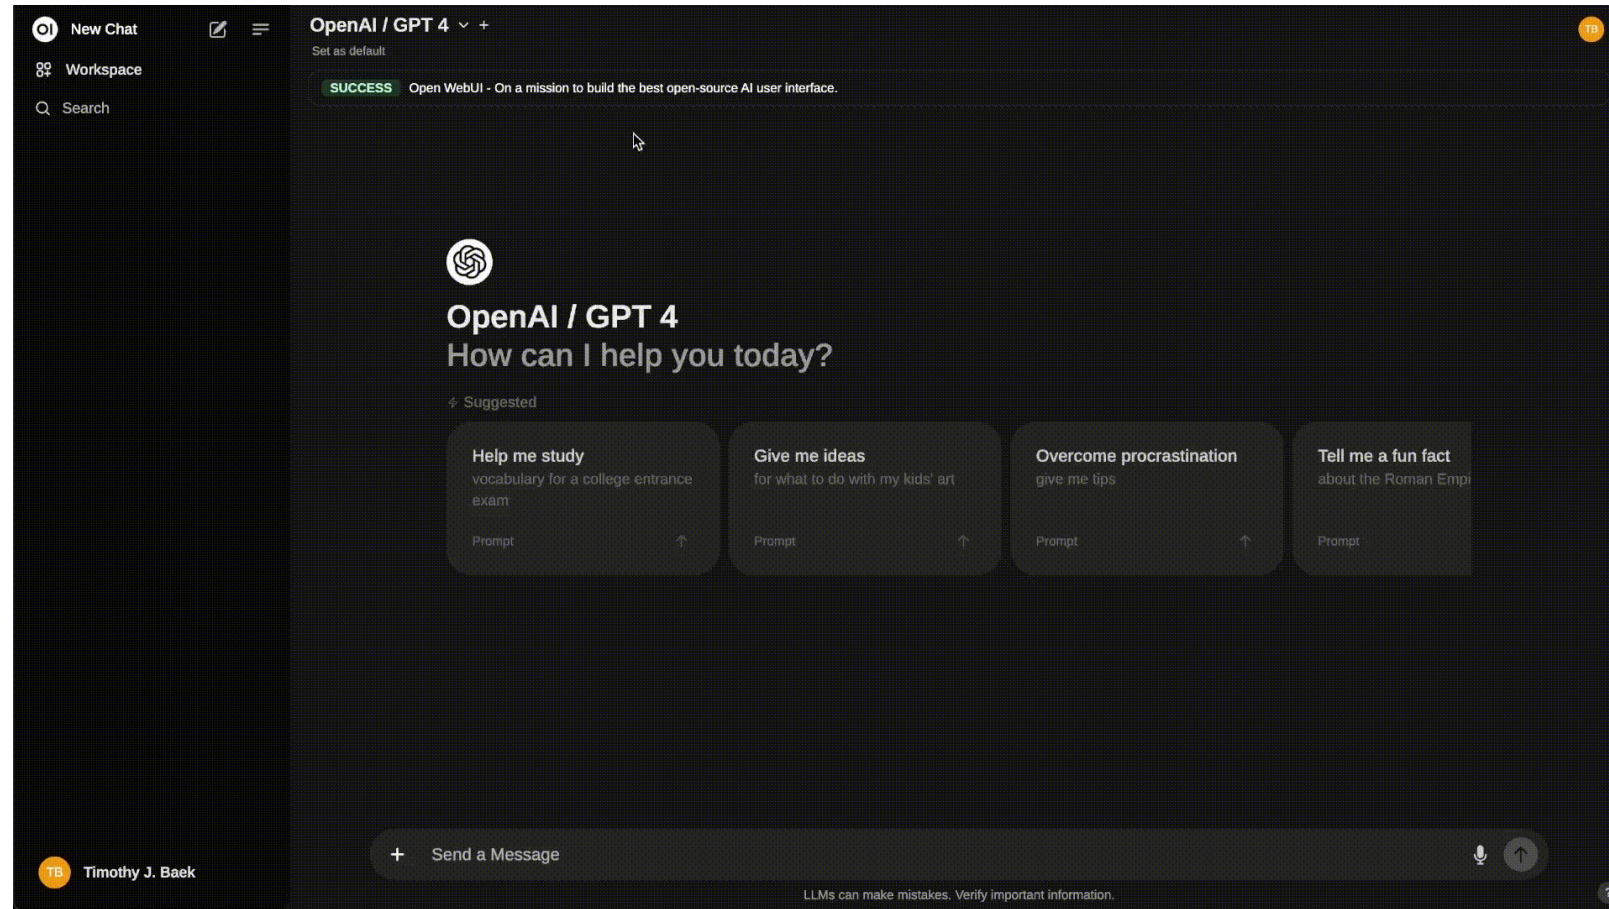 OI New Chat
Workspace
Search
OpenAI / GPT 4
Set as default
TB
SUCCESS Open WebUI - On a mission to build the best open-source AI user interface.
OpenAI / GPT 4
How can I help you today?
Suggested
Help me study
vocabulary for a college entrance
exam
Prompt
Give me ideas
for what to do with my kids' art
Prompt
Overcome procrastination
give me tips
Prompt
Tell me a fun fact
about the Roman Empi
Prompt
Send a Message
LLMs can make mistakes. Verify important information.
TB Timothy J. Baek
?